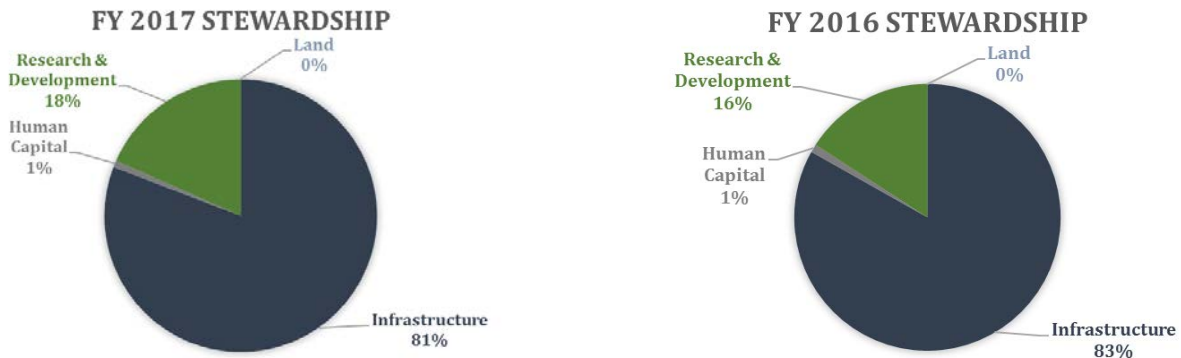 FY 2017 STEWARDSHIP
Land
0%
Research &
Development
18%
Human
Capital
1%
Infrastructure
81%
FY 2016 STEWARDSHIP
Land
0%
Research &
Development
16%
Human
Capital
1%
Infrastructure
83%